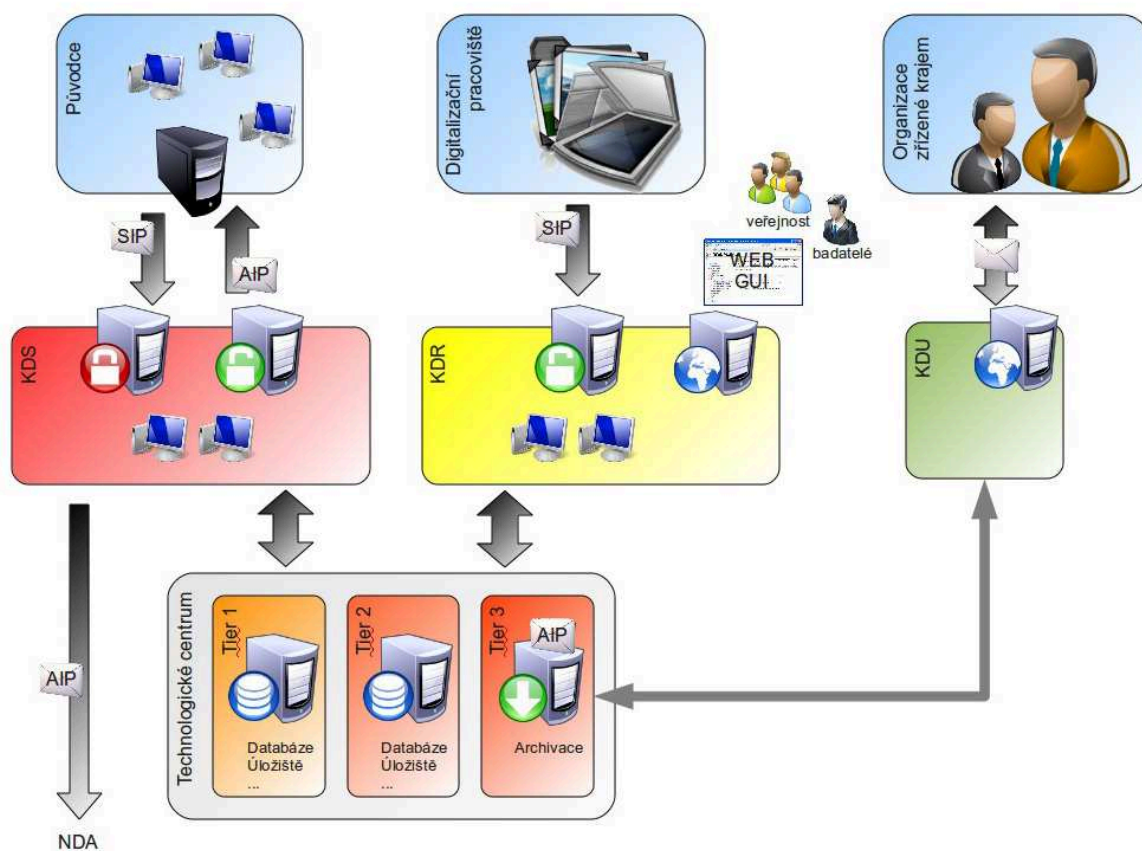 Původce
Digitalizační
pracoviště
Organizace
zřízené krajem
SIP
AIP
SIP
veřejnost
badatelé
WEB
GUI
KDS
KDR
KDU
Technologické centrum
Tier 1
Tier 2
Tier 3
AIP
Databáze
Úložiště
...
Databáze
Úložiště
...
Archivace
AIP
NDA